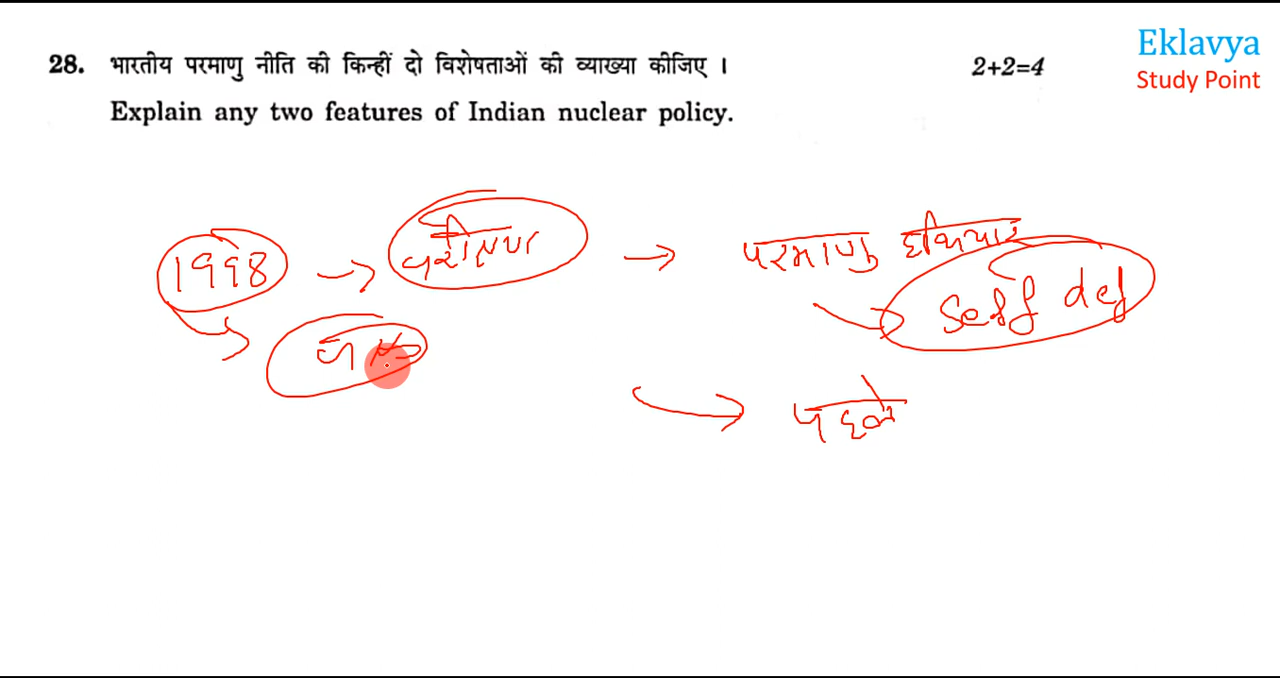 Eklavya
Study Point
28. भारतीय परमाणु नीति की किन्हीं दो विशेषताओं की व्याख्या कीजिए । 2+2=4
Explain any two features of Indian nuclear policy.
1998 → परीक्षण → परमाणु हथियार
Self def
पहले